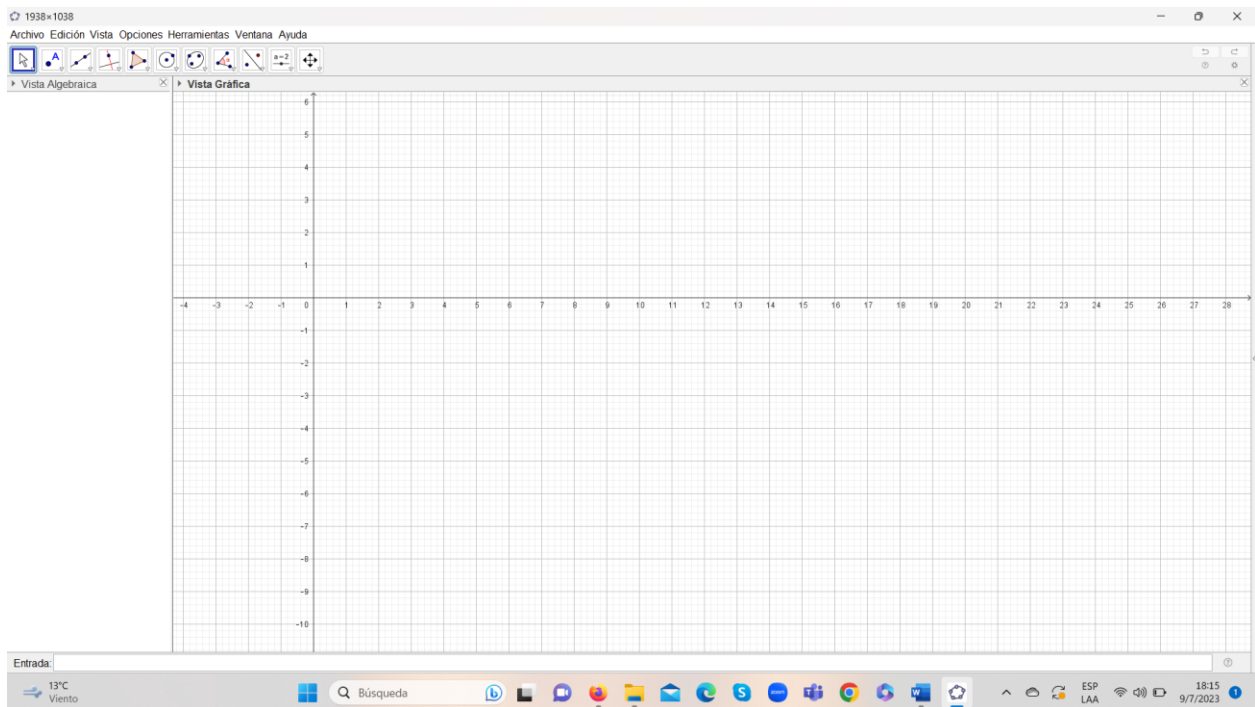 1938×1038
Archivo Edición Vista Opciones Herramientas Ventana Ayuda
A
a=2
Vista Algebraica
Vista Gráfica
6
5
4
3
2
1
-4 -3 -2 -1 0 1 2 3 4 5 6 7 8 9 10 11 12 13 14 15 16 17 18 19 20 21 22 23 24 25 26 27 28
-1
-2
-3
-4
-5
-6
-7
-8
-9
-10
Entrada:
13°C
Viento
Búsqueda
ESP
LAA
18:15
9/7/2023
1